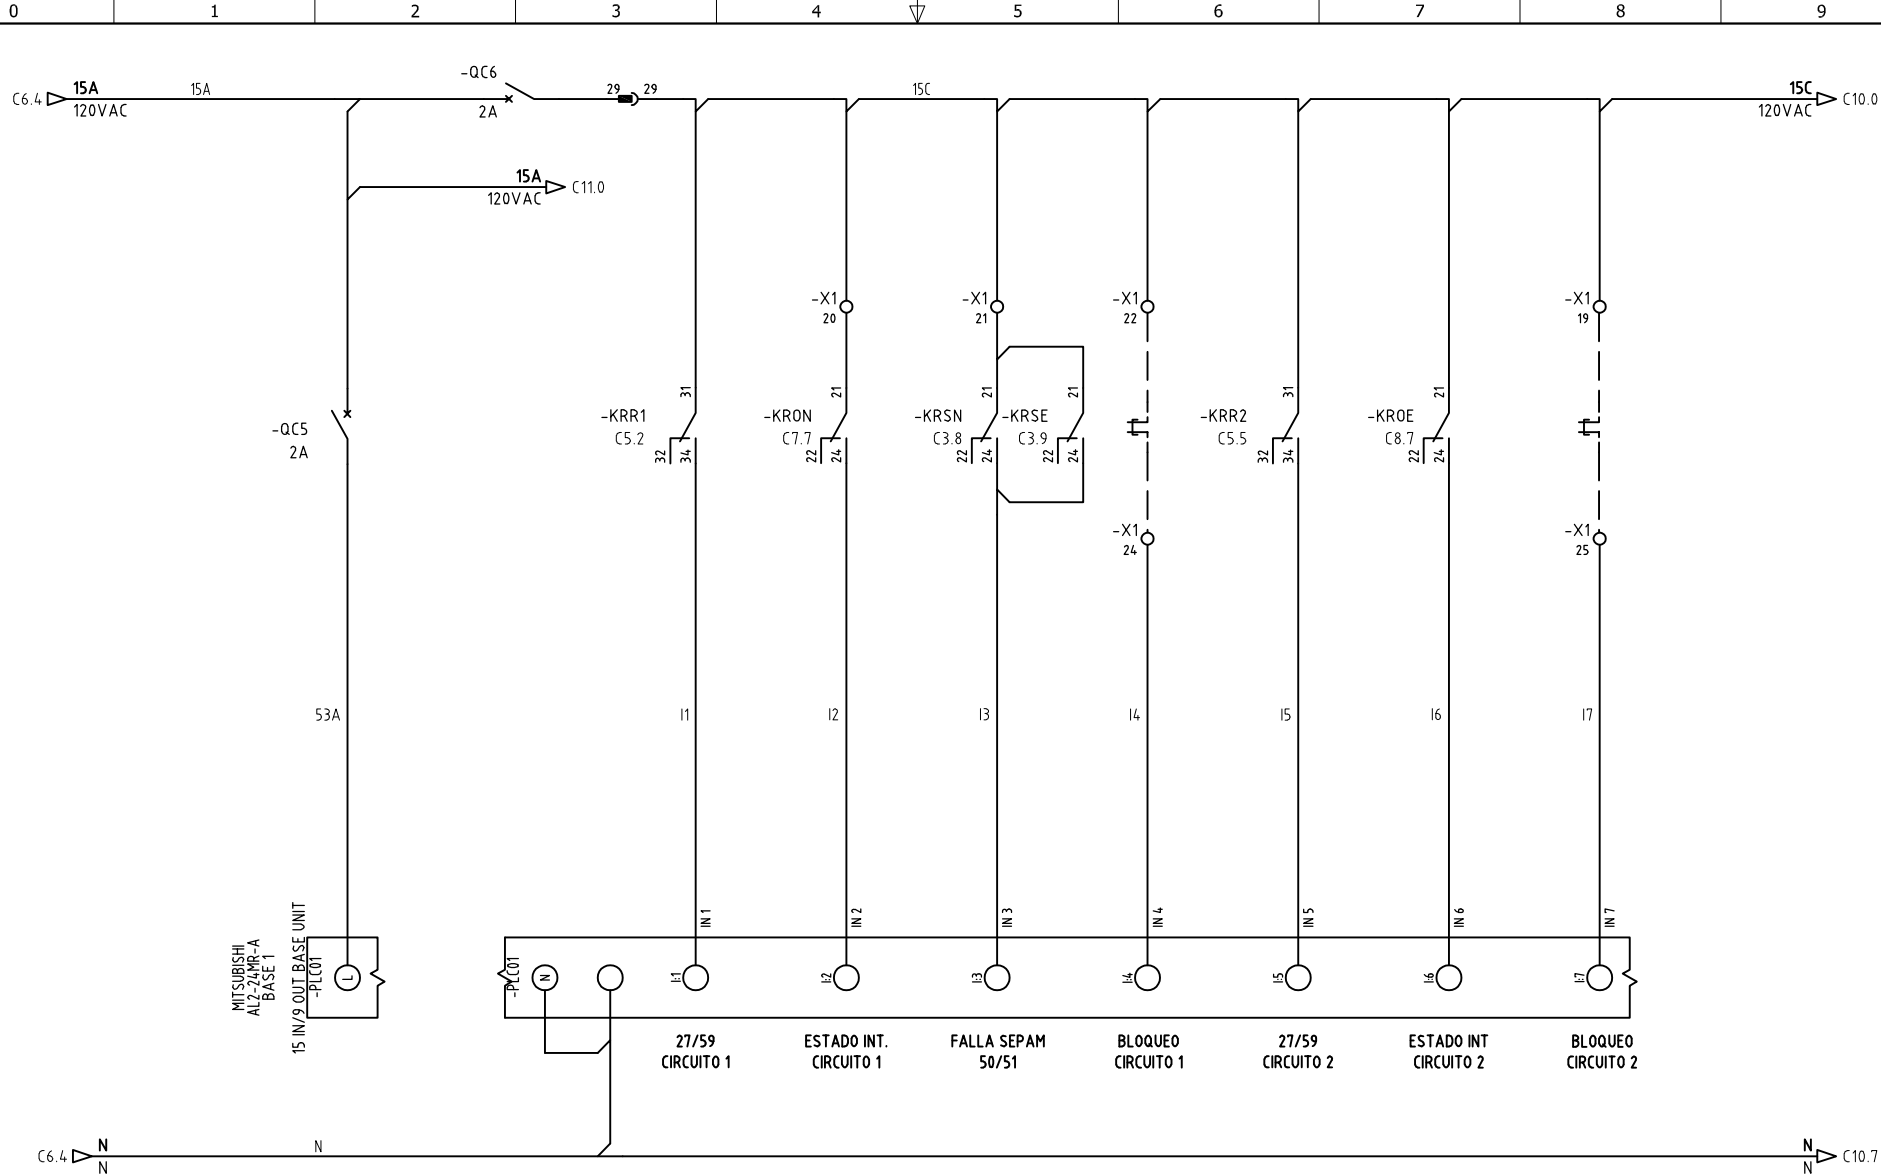 0 1 2 3 4 5 6 7 8 9
-QC6
C6.4 15A 15A 29 29 15C 15C C10.0
120VAC 2A 120VAC
15A C11.0
120VAC
-X1 -X1 -X1 -X1
20 21 22 19
31 21 21 21 31 21
-KRR1 -KRON -KRSN -KRSE -KRR2 -KROE
-QC5 C5.2 C7.7 C3.8 C3.9 C5.5 C8.7
2A 32 34 22 24 22 24 22 24 32 34 22 24
-X1 -X1
24 25
53A I1 I2 I3 I4 I5 I6 I7
IN 1 IN 2 IN 3 IN 4 IN 5 IN 6 IN 7
MITSUBISHI
AL2-24MR-A
BASE 1
15 IN/9 OUT BASE UNIT
-PLC01 L -PLC01 N I:1 I:2 I:3 I:4 I:5 I:6 I:7
27/59 ESTADO INT. FALLA SEPAM BLOQUEO 27/59 ESTADO INT BLOQUEO
CIRCUITO 1 CIRCUITO 1 50/51 CIRCUITO 1 CIRCUITO 2 CIRCUITO 2 CIRCUITO 2
C6.4 N N N C10.7
N N